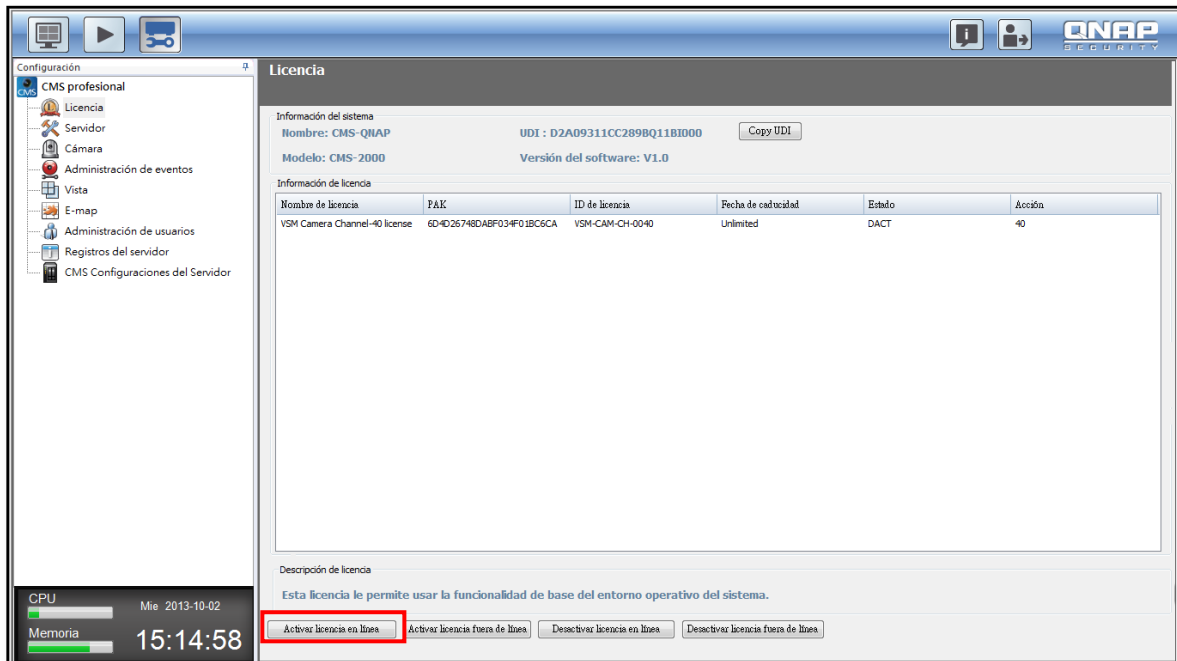 QNAP
SECURITY
Configuración
CMS
CMS profesional
Licencia
Servidor
Cámara
Administración de eventos
Vista
E-map
Administración de usuarios
Registros del servidor
CMS Configuraciones del Servidor
CPU
Mie 2013-10-02
Memoria
15:14:58
Licencia
Información del sistema
Nombre: CMS-QNAP UDI : D2A09311CC289BQ11BI000 Copy UDI
Modelo: CMS-2000 Versión del software: V1.0
Información de licencia
Nombre de licencia PAK ID de licencia Fecha de caducidad Estado Acción
VSM Camera Channel-40 license 6D4D26748DABF034F01BC6CA VSM-CAM-CH-0040 Unlimited DACT 40
Descripción de licencia
Esta licencia le permite usar la funcionalidad de base del entorno operativo del sistema.
Activar licencia en línea Activar licencia fuera de línea Desactivar licencia en línea Desactivar licencia fuera de línea